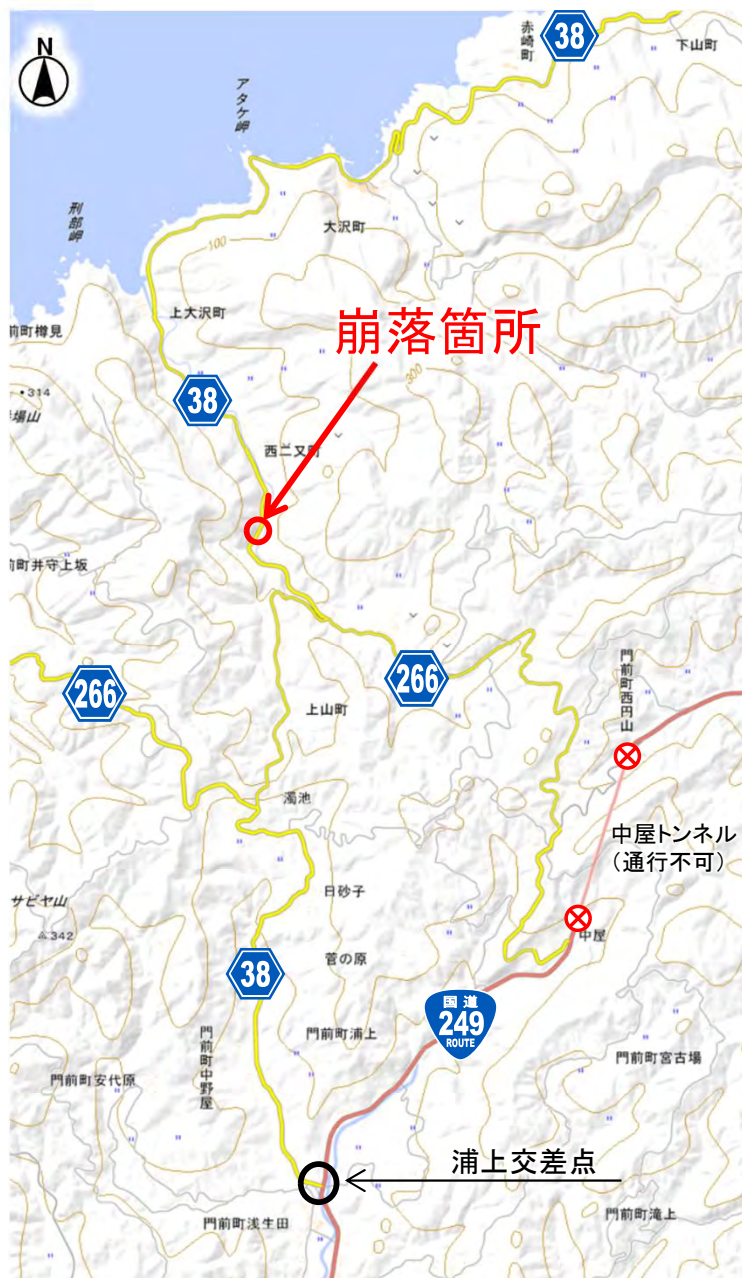 N
38
赤崎町
下山町
アタケ岬
刑部岬
大沢町
100
上大沢町
前町樽見
崩落箇所
300
・314
場山
38
西二又町
前町井守上坂
266
266
門前町西円山
上山町
濁池
中屋トンネル
(通行不可)
サビヤ山
342
日砂子
中屋
菅の原
38
国道
249
ROUTE
門前町浦上
門前町中野屋
門前町宮古場
門前町安代原
浦上交差点
門前町浅生田
門前町滝上